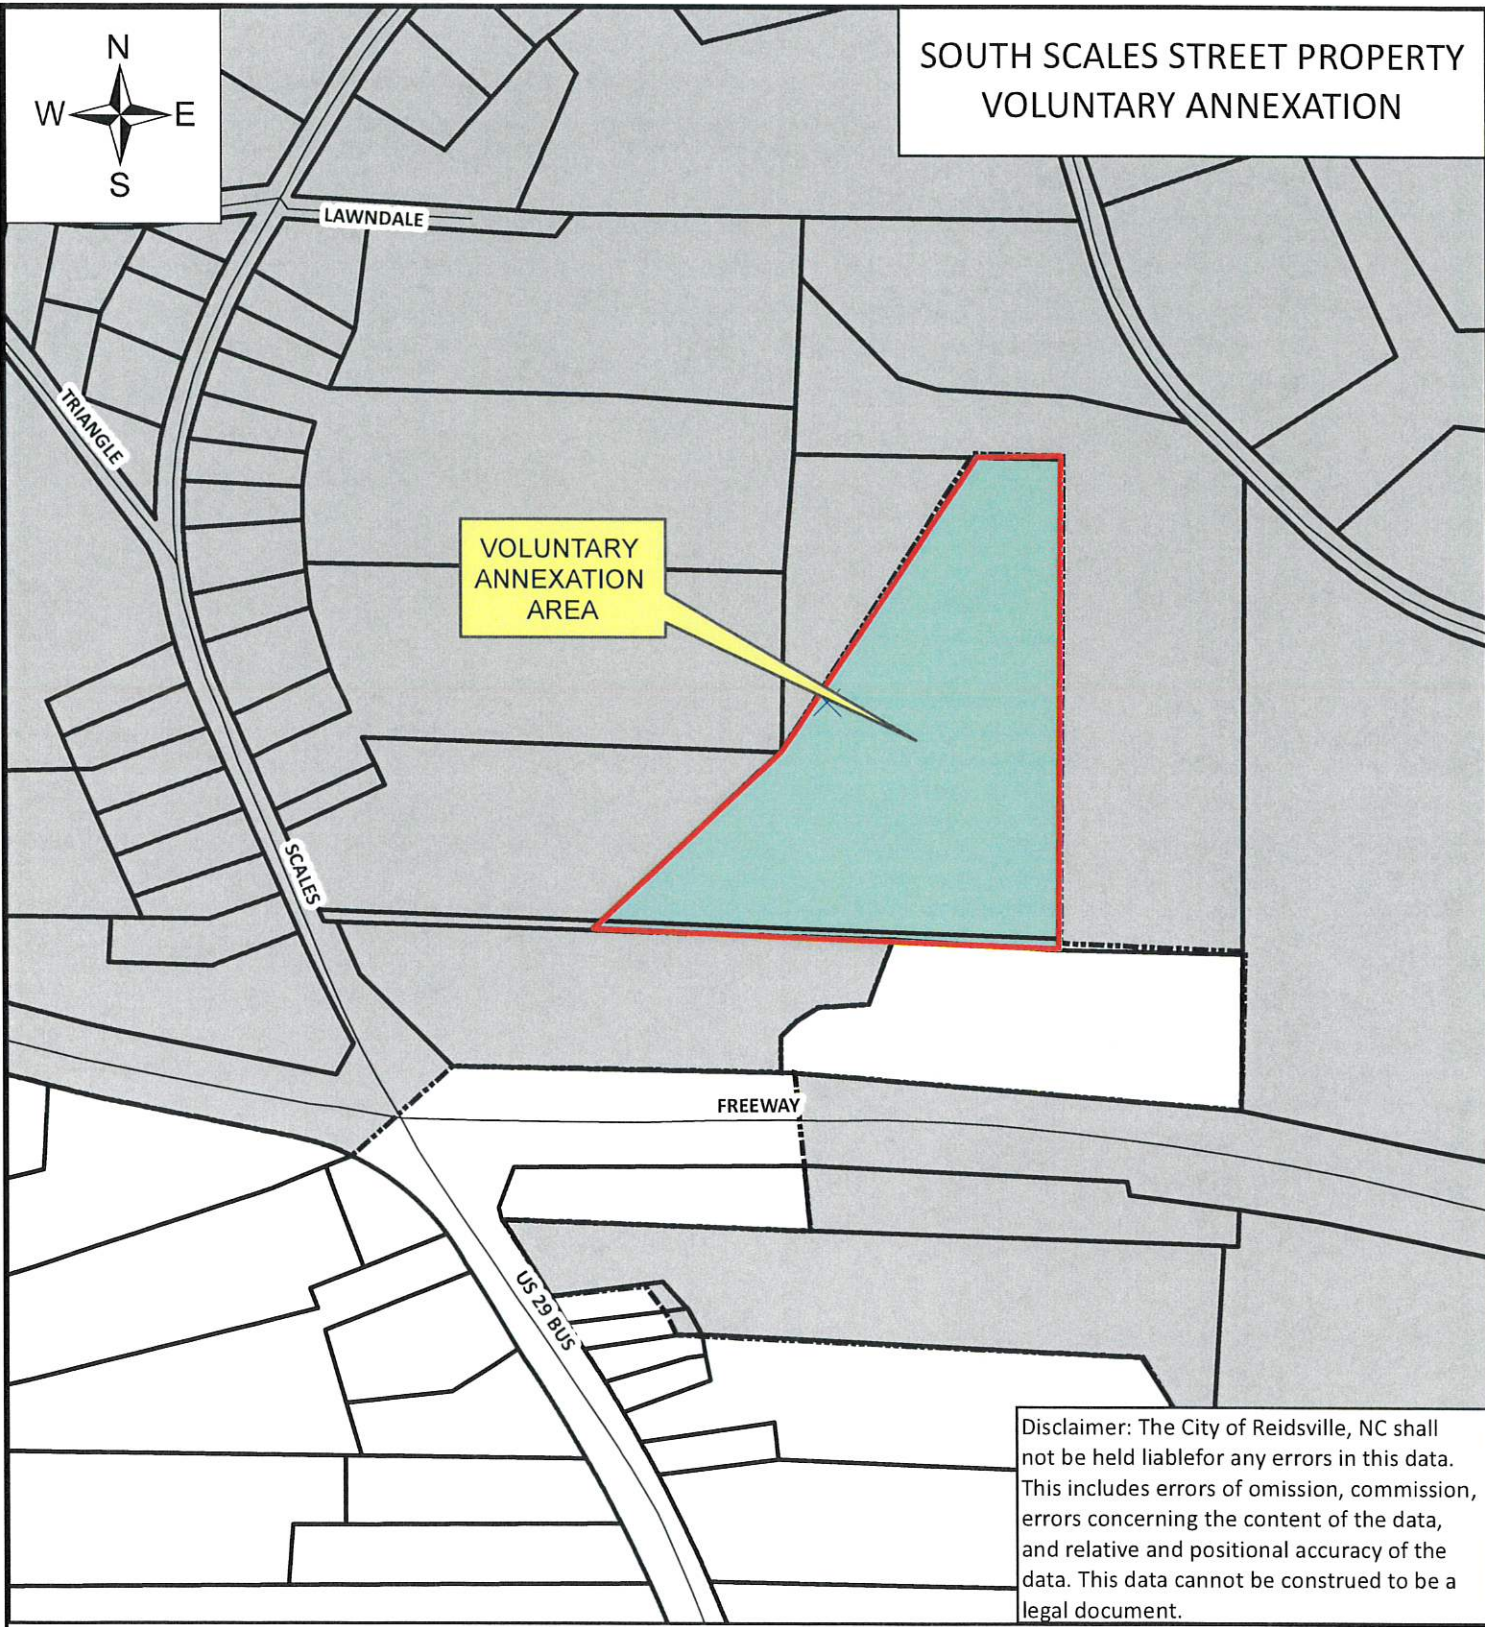 N
W E
S
SOUTH SCALES STREET PROPERTY
VOLUNTARY ANNEXATION
LAWNDALE
TRIANGLE
VOLUNTARY
ANNEXATION
AREA
SCALES
FREEWAY
US 29 BUS
Disclaimer: The City of Reidsville, NC shall
not be held liablefor any errors in this data.
This includes errors of omission, commission,
errors concerning the content of the data,
and relative and positional accuracy of the
data. This data cannot be construed to be a
legal document.